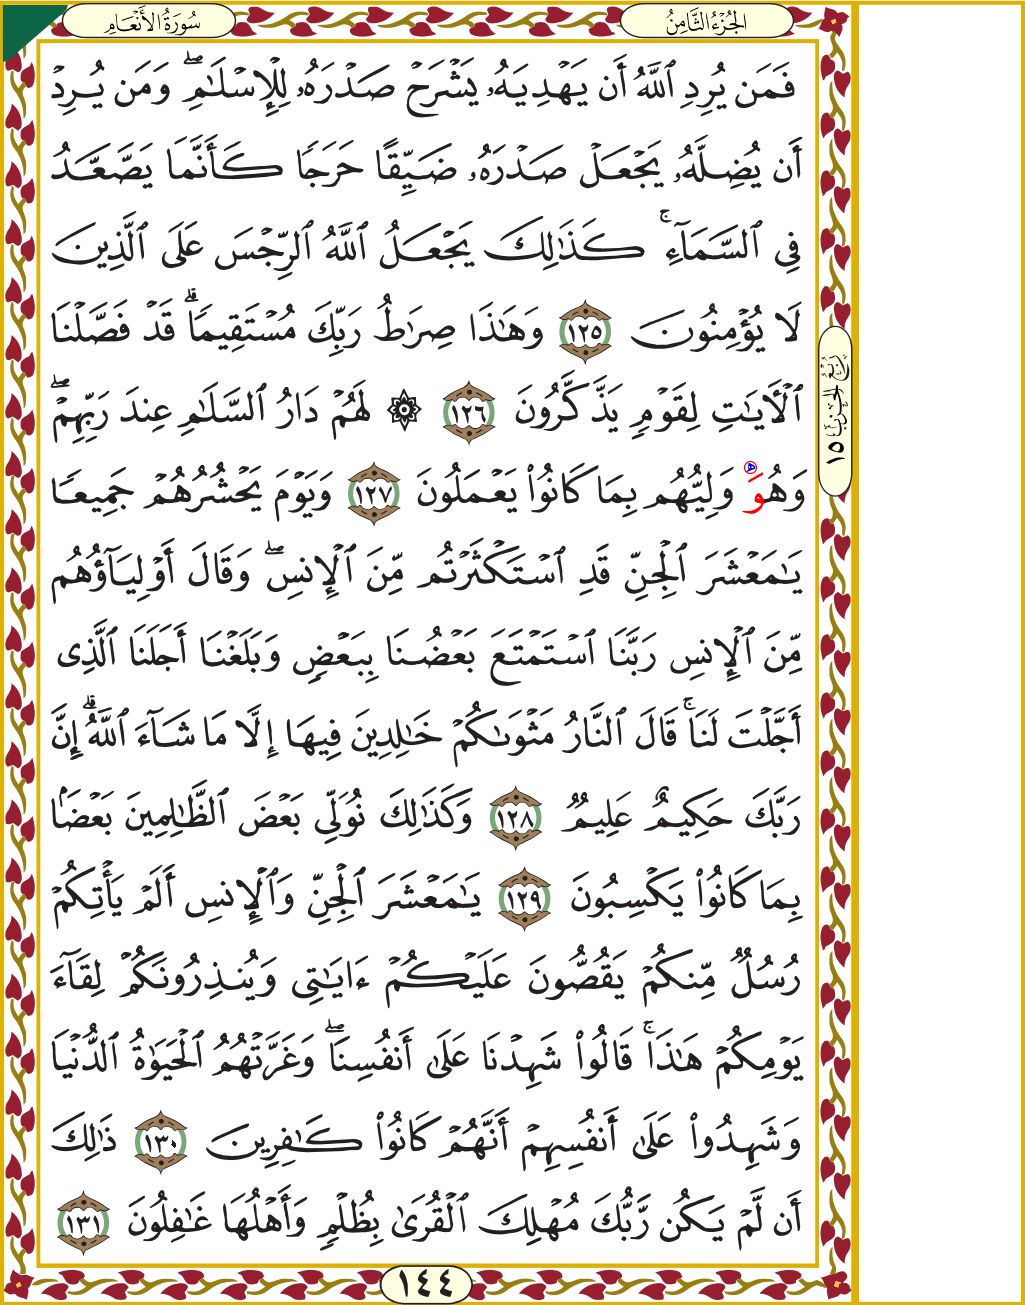 الجُزْءُ الثَّامِنُ
سُورَةُ الأَنْعَامِ
فَمَن يُرِدِ ٱللَّهُ أَن يَهْدِيَهُۥ يَشْرَحْ صَدْرَهُۥ لِلْإِسْلَٰمِ ۖ وَمَن يُرِدْ
أَن يُضِلَّهُۥ يَجْعَلْ صَدْرَهُۥ ضَيِّقًا حَرَجًا كَأَنَّمَا يَصَّعَّدُ
فِى ٱلسَّمَآءِ ۚ كَذَٰلِكَ يَجْعَلُ ٱللَّهُ ٱلرِّجْسَ عَلَى ٱلَّذِينَ
لَا يُؤْمِنُونَ ١٢٥ وَهَٰذَا صِرَٰطُ رَبِّكَ مُسْتَقِيمًا ۗ قَدْ فَصَّلْنَا
ٱلْءَايَٰتِ لِقَوْمٍ يَذَّكَّرُونَ ١٢٦ ۞ لَهُمْ دَارُ ٱلسَّلَٰمِ عِندَ رَبِّهِمْ ۖ
وَهُوَ وَلِيُّهُم بِمَا كَانُوا۟ يَعْمَلُونَ ١٢٧ وَيَوْمَ يَحْشُرُهُمْ جَمِيعًا
يَٰمَعْشَرَ ٱلْجِنِّ قَدِ ٱسْتَكْثَرْتُم مِّنَ ٱلْإِنسِ ۖ وَقَالَ أَوْلِيَآؤُهُم
مِّنَ ٱلْإِنسِ رَبَّنَا ٱسْتَمْتَعَ بَعْضُنَا بِبَعْضٍ وَبَلَغْنَا أَجَلَنَا ٱلَّذِى
أَجَّلْتَ لَنَا ۚ قَالَ ٱلنَّارُ مَثْوَىٰكُمْ خَٰلِدِينَ فِيهَا إِلَّا مَا شَآءَ ٱللَّهُ ۗ إِنَّ
رَبَّكَ حَكِيمٌ عَلِيمٌ ١٢٨ وَكَذَٰلِكَ نُوَلِّى بَعْضَ ٱلظَّٰلِمِينَ بَعْضًۢا
بِمَا كَانُوا۟ يَكْسِبُونَ ١٢٩ يَٰمَعْشَرَ ٱلْجِنِّ وَٱلْإِنسِ أَلَمْ يَأْتِكُمْ
رُسُلٌ مِّنكُمْ يَقُصُّونَ عَلَيْكُمْ ءَايَٰتِى وَيُنذِرُونَكُمْ لِقَآءَ
يَوْمِكُمْ هَٰذَا ۚ قَالُوا۟ شَهِدْنَا عَلَىٰ أَنفُسِنَا ۖ وَغَرَّتْهُمُ ٱلْحَيَوٰةُ ٱلدُّنْيَا
وَشَهِدُوا۟ عَلَىٰ أَنفُسِهِمْ أَنَّهُمْ كَانُوا۟ كَٰفِرِينَ ١٣٠ ذَٰلِكَ
أَن لَّمْ يَكُن رَّبُّكَ مُهْلِكَ ٱلْقُرَىٰ بِظُلْمٍ وَأَهْلُهَا غَٰفِلُونَ ١٣١
رُبْعُ الحِزْبِ ١٥
١٤٤